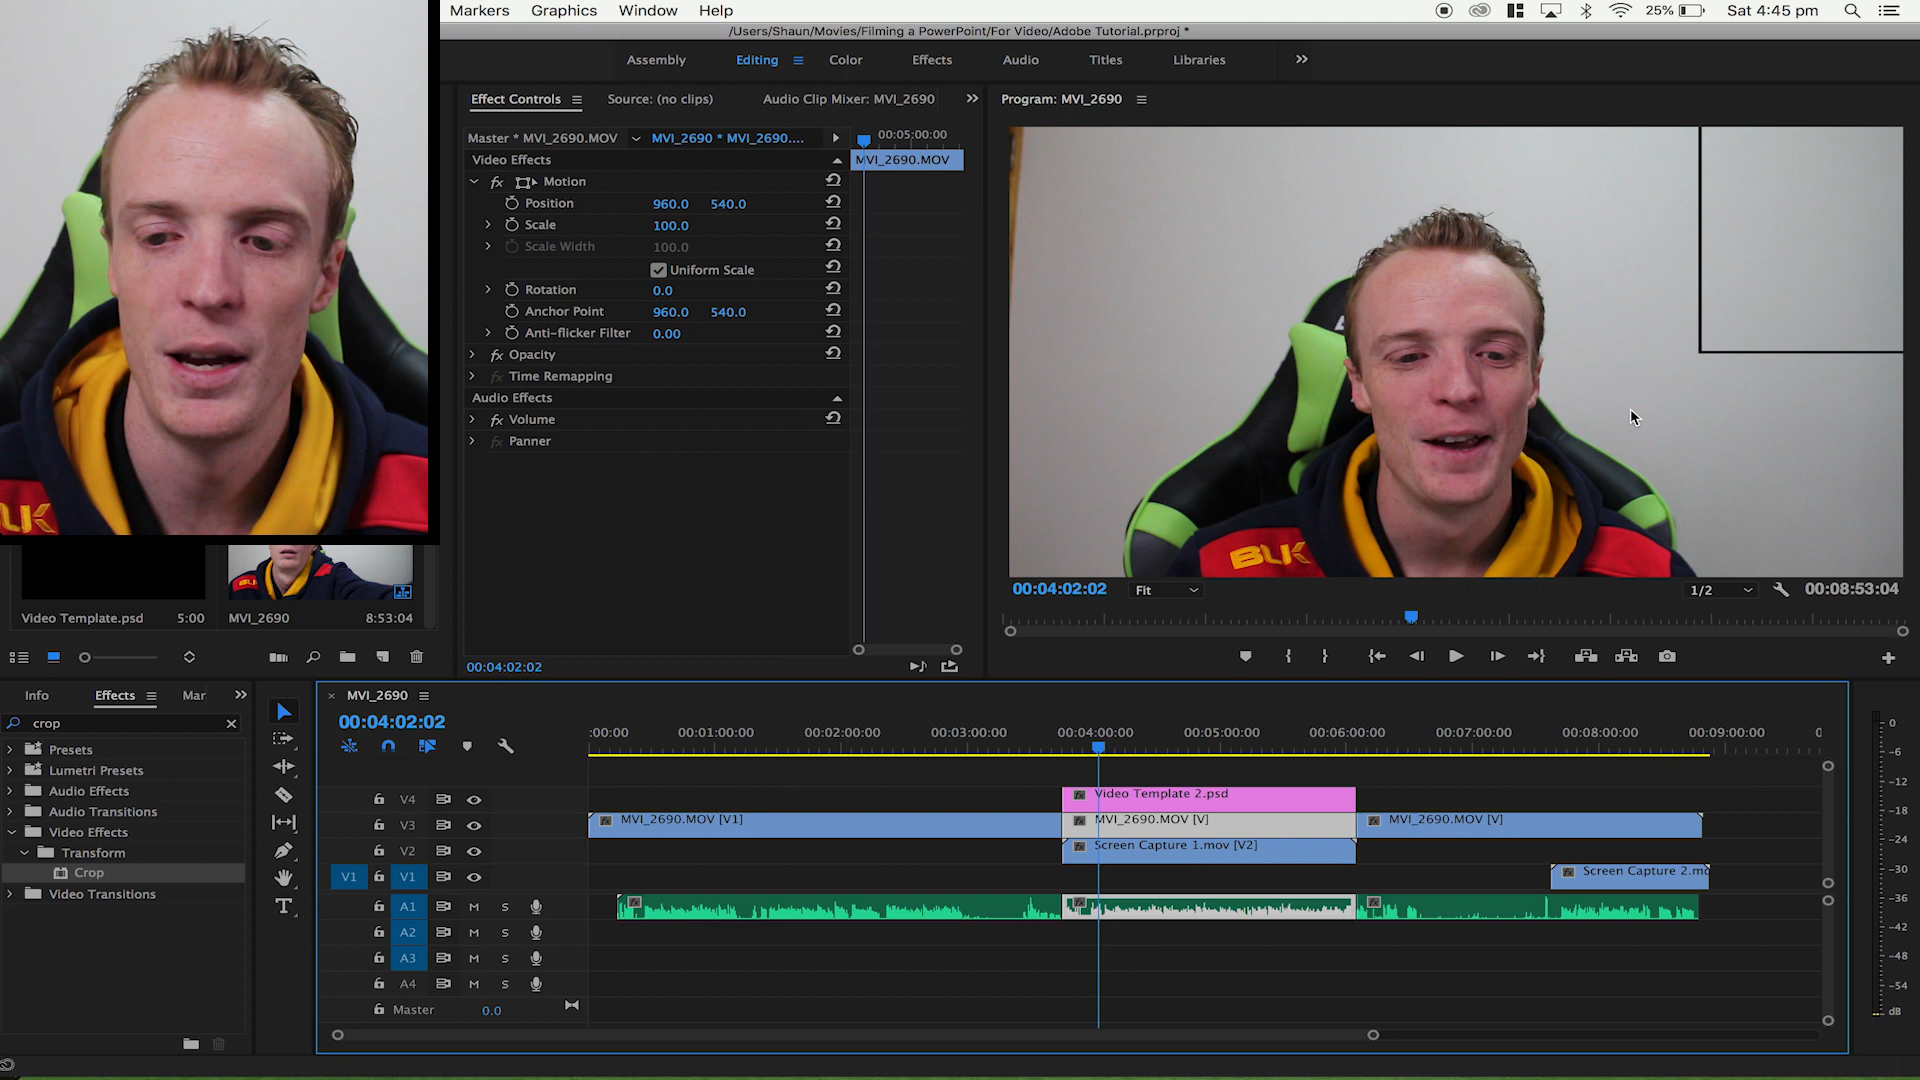 Markers Graphics Window Help 25% Sat 4:45 pm
/Users/Shaun/Movies/Filming a PowerPoint/For Video/Adobe Tutorial.prproj *
Assembly Editing Color Effects Audio Titles Libraries
Effect Controls Source: (no clips) Audio Clip Mixer: MVI_2690
Program: MVI_2690
Master * MVI_2690.MOV MVI_2690 * MVI_2690.... 00:05:00:00
Video Effects MVI_2690.MOV
fx Motion
Position 960.0 540.0
Scale 100.0
Scale Width 100.0
Uniform Scale
Rotation 0.0
Anchor Point 960.0 540.0
Anti-flicker Filter 0.00
fx Opacity
fx Time Remapping
Audio Effects
fx Volume
fx Panner
BLK
00:04:02:02 Fit 1/2 00:08:53:04
Video Template.psd 5:00 MVI_2690 8:53:04
00:04:02:02
Info Effects Mar
crop
Presets
Lumetri Presets
Audio Effects
Audio Transitions
Video Effects
Transform
Crop
Video Transitions
MVI_2690
00:04:02:02
:00:00 00:01:00:00 00:02:00:00 00:03:00:00 00:04:00:00 00:05:00:00 00:06:00:00 00:07:00:00 00:08:00:00 00:09:00:00 0
V4 Video Template 2.psd
V3 MVI_2690.MOV [V1] MVI_2690.MOV [V] MVI_2690.MOV [V]
V2 Screen Capture 1.mov [V2]
V1 V1 Screen Capture 2.mo
A1 M S
A2 M S
A3 M S
A4 M S
Master 0.0
0
-6
-12
-18
-24
-30
-36
-42
-48
-54
dB